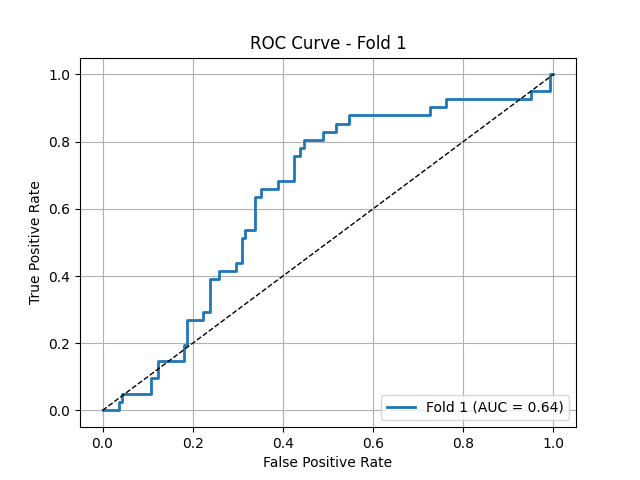 ROC Curve - Fold 1
True Positive Rate
1.0
0.8
0.6
0.4
0.2
0.0
Fold 1 (AUC = 0.64)
0.0 0.2 0.4 0.6 0.8 1.0
False Positive Rate